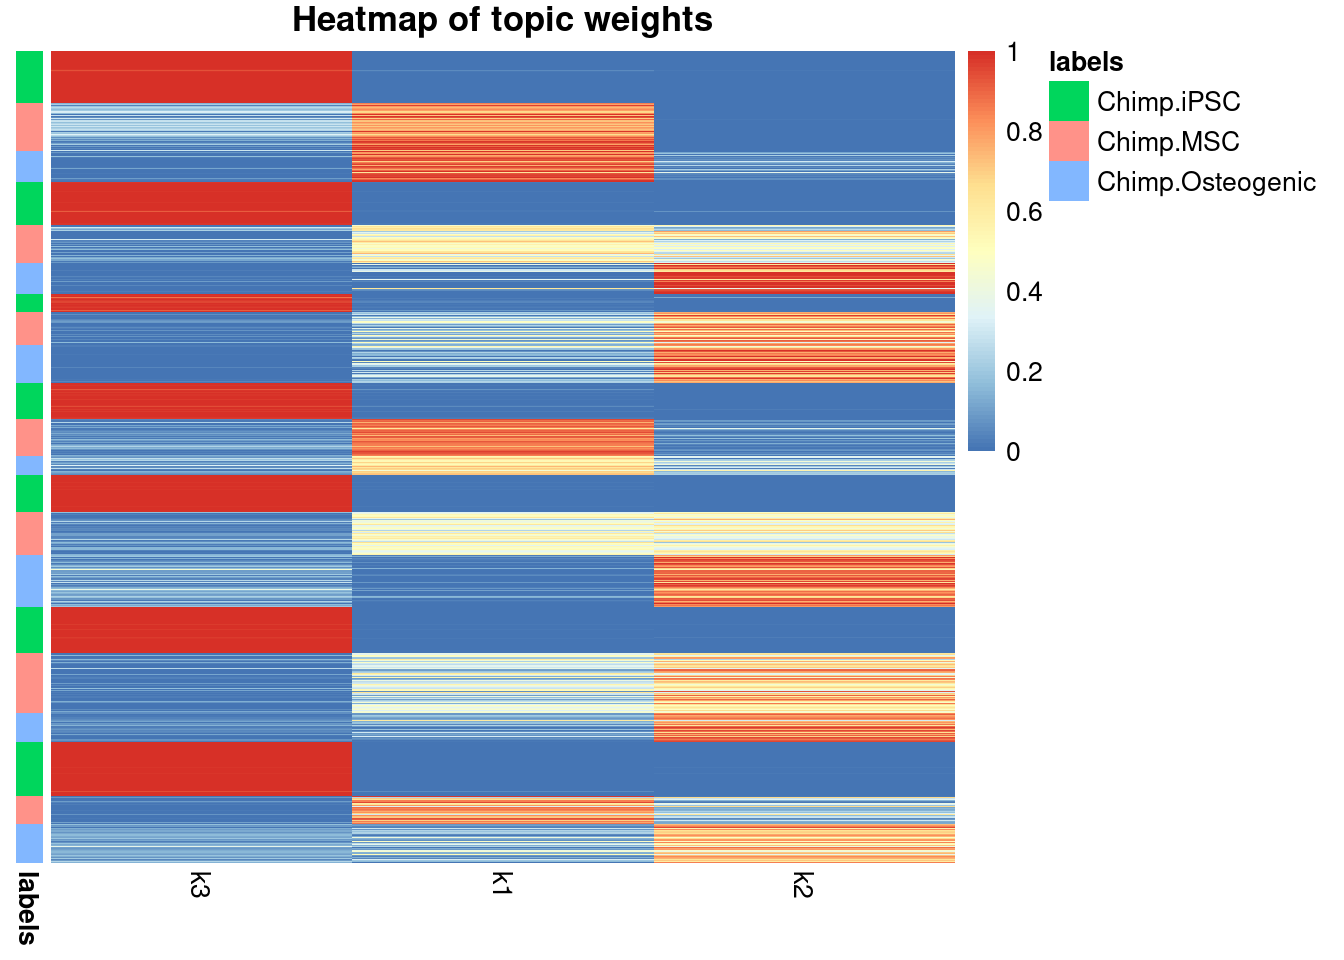 Heatmap of topic weights
1
0.8
0.6
0.4
0.2
0
labels
Chimp.iPSC
Chimp.MSC
Chimp.Osteogenic
k3
k1
k2
labels